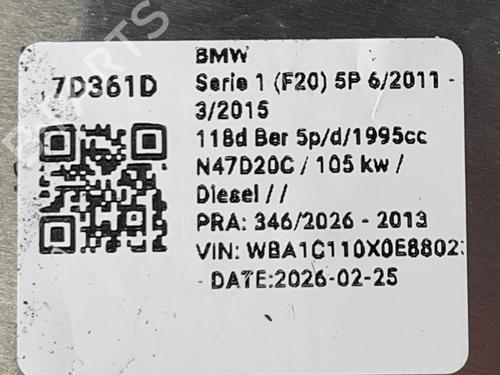 BMW
7D361D
Serie 1 (F20) 5P 6/2011 -
3/2015
118d Ber 5p/d/1995cc
N47D20C / 105 kw /
Diesel / /
PRA: 346/2026 - 2013
VIN: WBA1C110X0E8802
DATE:2026-02-25